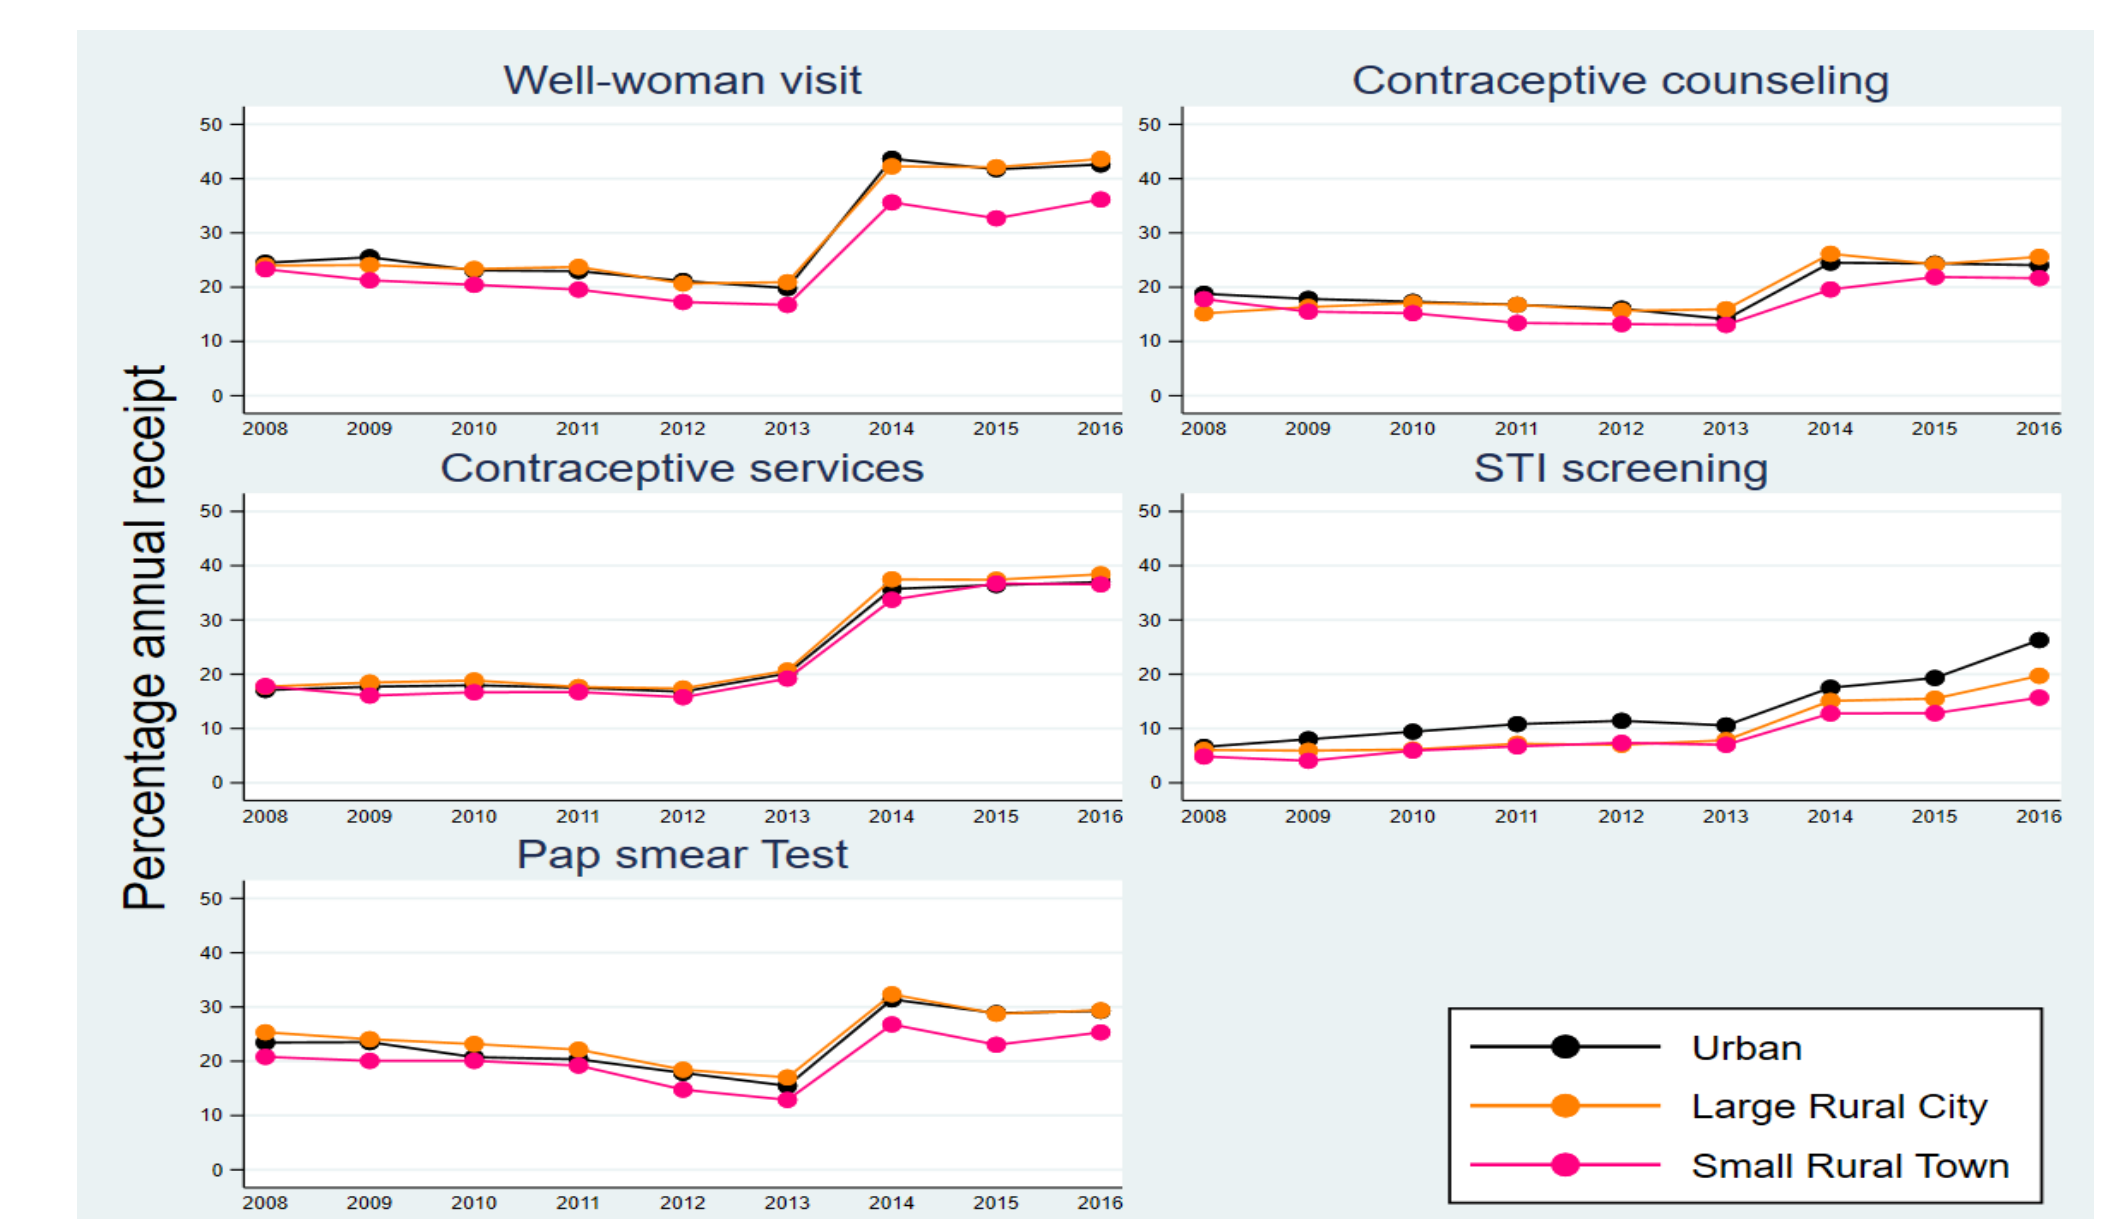 Percentage annual receipt
Well-woman visit
50
40
30
20
10
0
2008 2009 2010 2011 2012 2013 2014 2015 2016
Contraceptive counseling
50
40
30
20
10
0
2008 2009 2010 2011 2012 2013 2014 2015 2016
Contraceptive services
50
40
30
20
10
0
2008 2009 2010 2011 2012 2013 2014 2015 2016
STI screening
50
40
30
20
10
0
2008 2009 2010 2011 2012 2013 2014 2015 2016
Pap smear Test
50
40
30
20
10
0
2008 2009 2010 2011 2012 2013 2014 2015 2016
Urban
Large Rural City
Small Rural Town